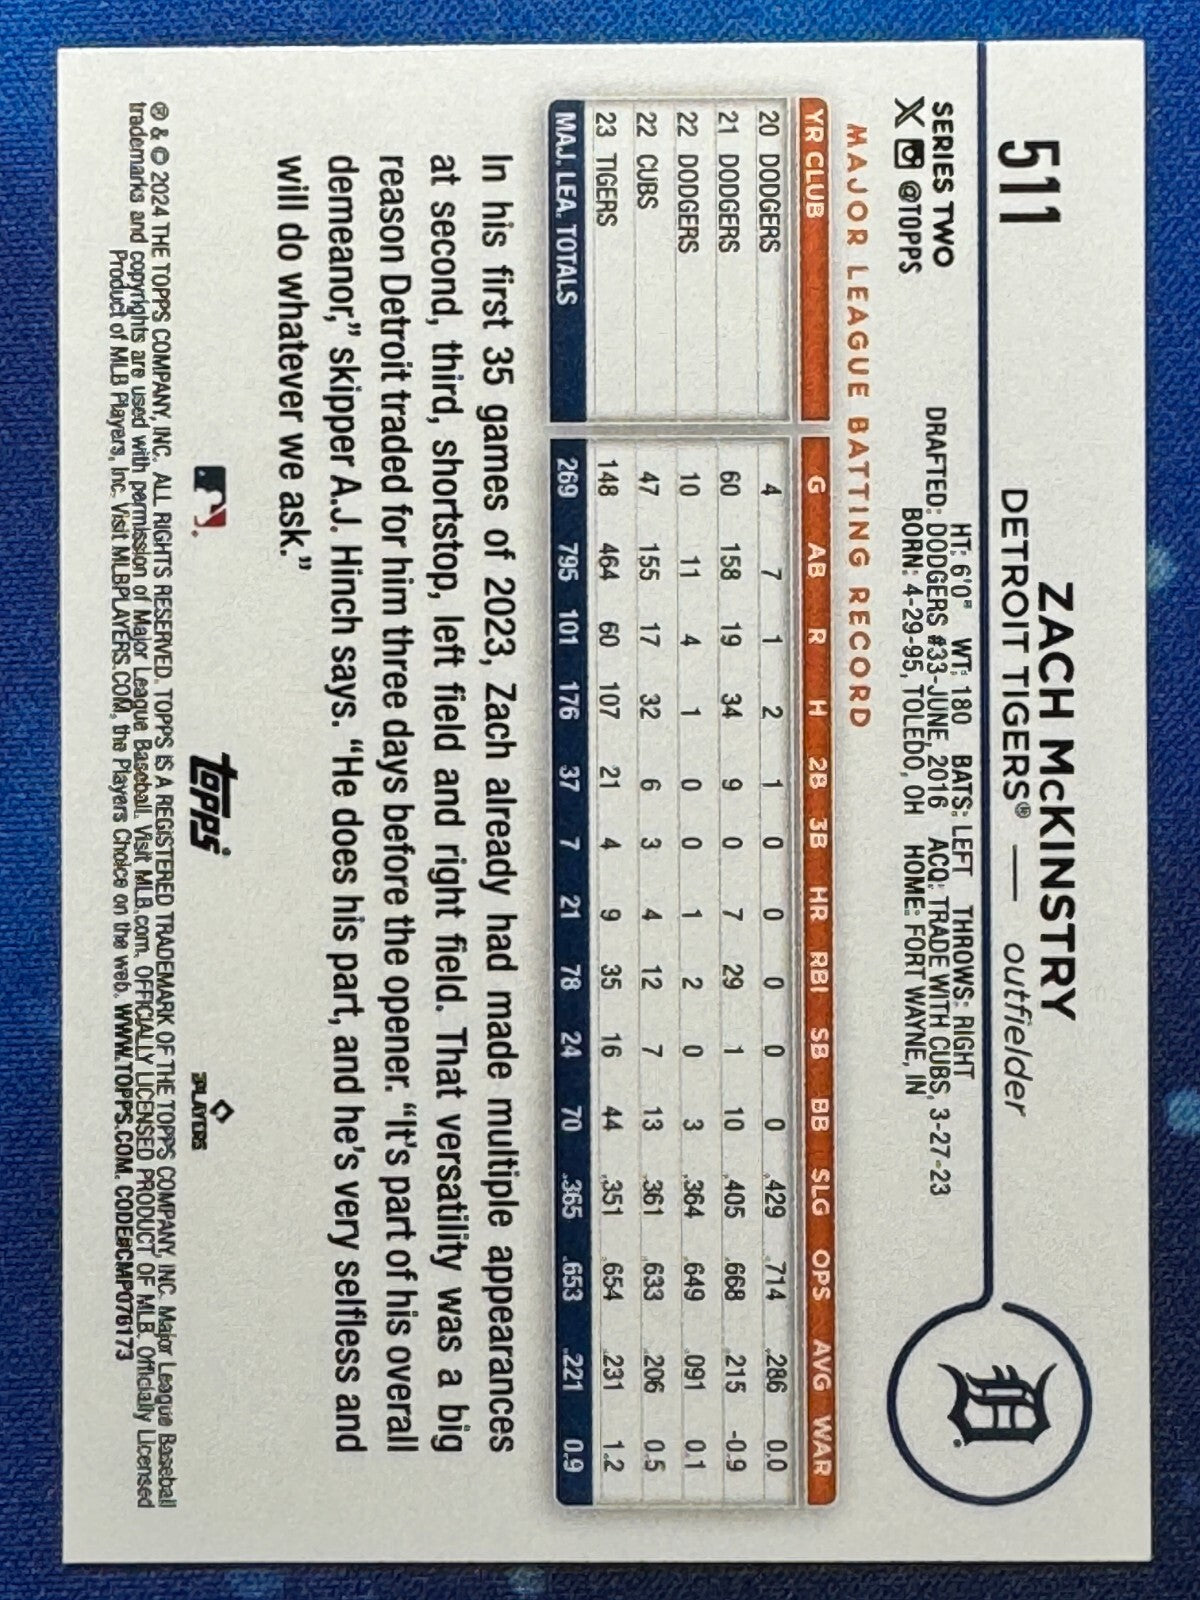 511
ZACH McKINSTRY
DETROIT TIGERS® — outfielder
SERIES TWO
X @TOPPS
HT: 6'0" WT: 180 BATS: LEFT THROWS: RIGHT
DRAFTED: DODGERS #33-JUNE, 2016 ACQ: TRADE WITH CUBS, 3-27-23
BORN: 4-29-95, TOLEDO, OH HOME: FORT WAYNE, IN
D
MAJOR LEAGUE BATTING RECORD
YR CLUB G AB R H 2B 3B HR RBI SB BB SLG OPS AVG WAR
20 DODGERS 4 7 1 2 1 0 0 0 0 0 .429 .714 .286 0.0
21 DODGERS 60 158 19 34 9 0 7 29 1 10 .405 .668 .215 -0.9
22 DODGERS 10 11 4 1 0 0 1 2 0 3 .364 .649 .091 0.1
22 CUBS 47 155 17 32 6 3 4 12 7 13 .361 .633 .206 0.5
23 TIGERS 148 464 60 107 21 4 9 35 16 44 .351 .654 .231 1.2
MAJ. LEA. TOTALS 269 795 101 176 37 7 21 78 24 70 .365 .653 .221 0.9
In his first 35 games of 2023, Zach already had made multiple appearances
at second, third, shortstop, left field and right field. That versatility was a big
reason Detroit traded for him three days before the opener. “It’s part of his overall
demeanor,” skipper A.J. Hinch says. “He does his part, and he’s very selfless and
will do whatever we ask.”
topps®
PLAYERS
® & © 2024 THE TOPPS COMPANY, INC. ALL RIGHTS RESERVED. TOPPS IS A REGISTERED TRADEMARK OF THE TOPPS COMPANY, INC. Major League Baseball
trademarks and copyrights are used with permission of Major League Baseball. Visit MLB.com. OFFICIALLY LICENSED PRODUCT OF MLB. Officially Licensed
Product of MLB Players, Inc. Visit MLBPLAYERS.COM, the Players Choice on the web. WWW.TOPPS.COM. CODE#CMP078173